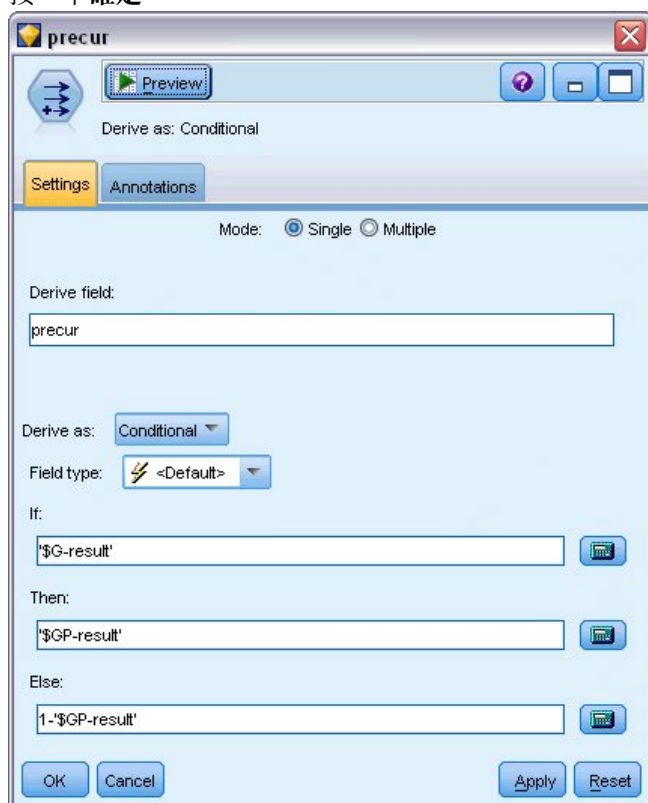 precur
Preview
Derive as: Conditional
Settings Annotations
Mode: Single Multiple
Derive field:
precur
Derive as: Conditional
Field type: <Default>
If:
'$G-result'
Then:
'$GP-result'
Else:
1-'$GP-result'
OK Cancel Apply Reset